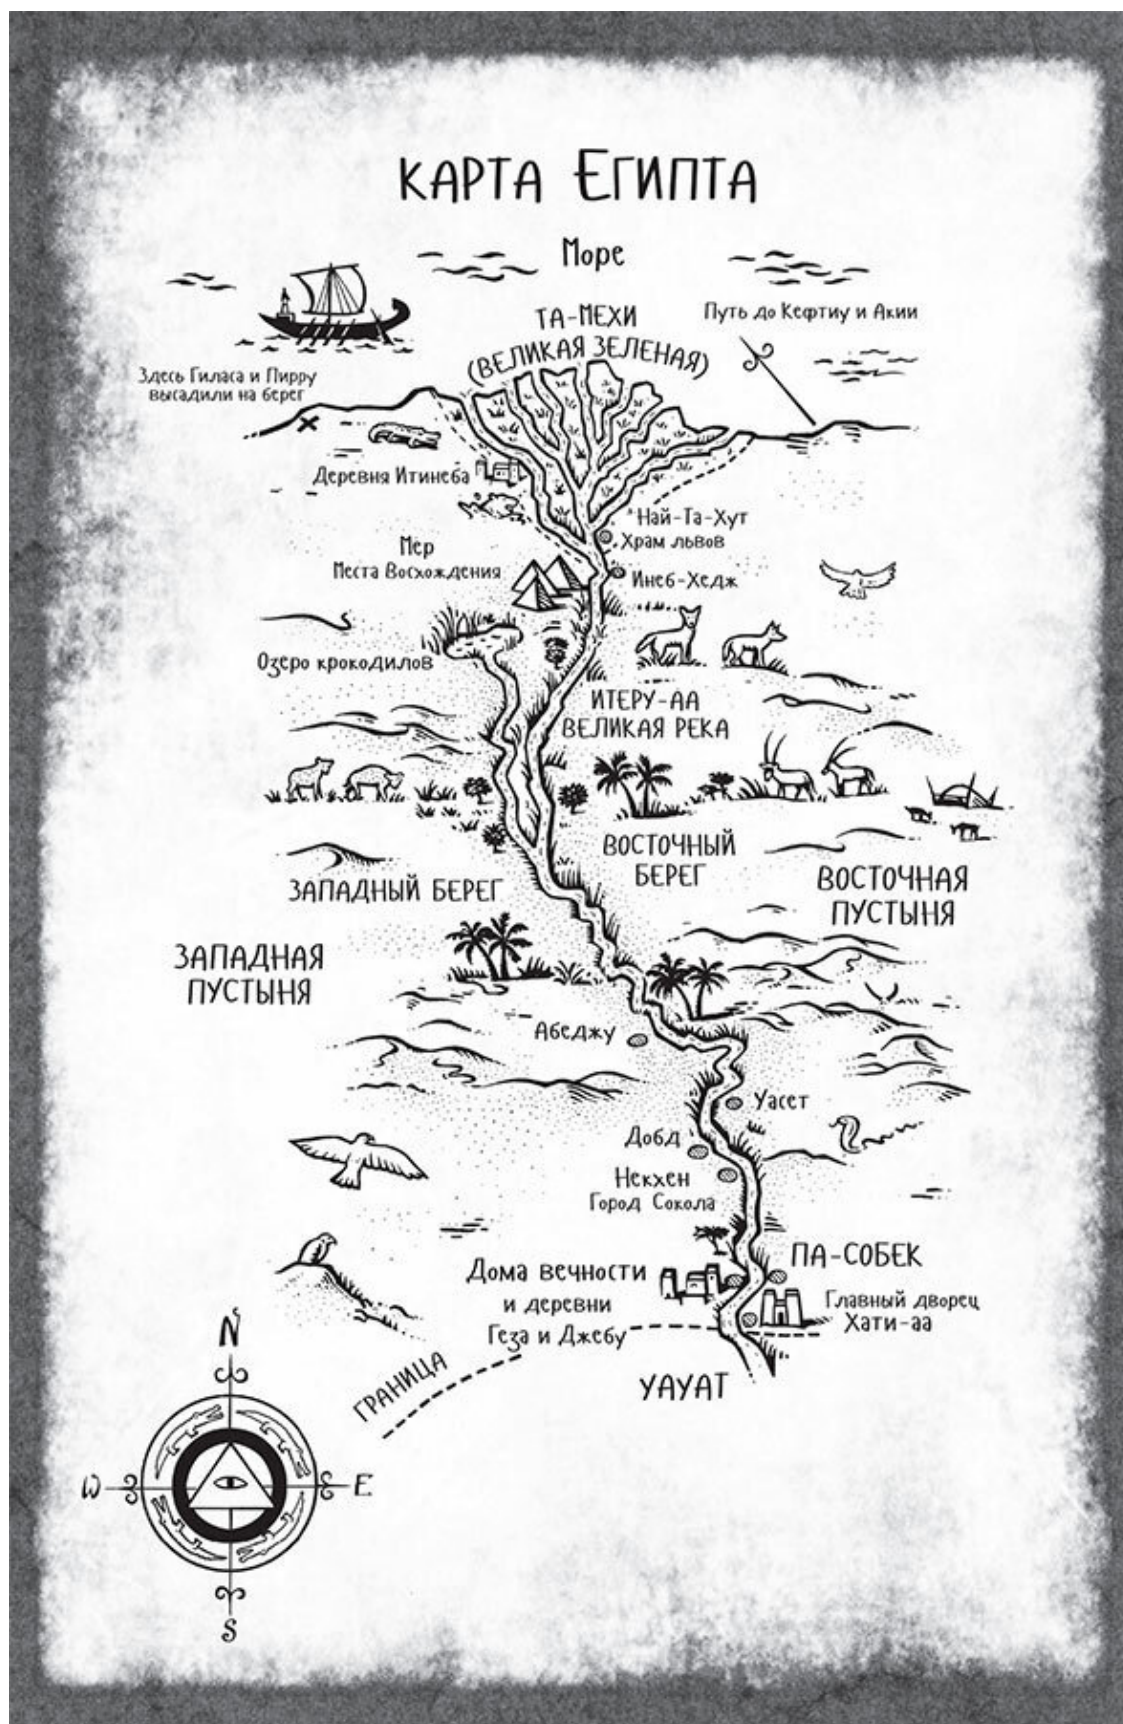 КАРТА ЕГИПТА
Море
ТА-МЕХИ
(ВЕЛИКАЯ ЗЕЛЕНАЯ)
Путь до Кефтиу и Акии
Здесь Гиласа и Пирру
высадили на берег
Деревня Итинеба
Най-Та-Хут
Храм львов
Мер
Места Восхождения
Инеб-Хедж
Озеро крокодилов
ИТЕРУ-АА
ВЕЛИКАЯ РЕКА
ВОСТОЧНЫЙ
БЕРЕГ
ЗАПАДНЫЙ БЕРЕГ
ВОСТОЧНАЯ
ПУСТЫНЯ
ЗАПАДНАЯ
ПУСТЫНЯ
Абеджу
Уасет
Добд
Некхен
Город Сокола
ПА-СОБЕК
Дома вечности
и деревни
Геза и Джебу
Главный дворец
Хати-аа
ГРАНИЦА
УАУАТ
N
W
E
S